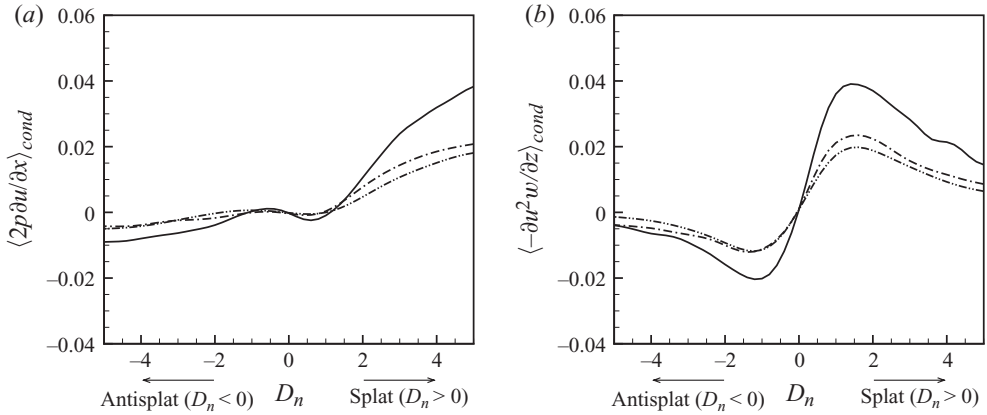 (a)
0.06
0.04
0.02
0
−0.02
−0.04
⟨2p∂u/∂x⟩cond
−4 −2 0 2 4
Antisplat (Dn < 0) Dn Splat (Dn > 0)
(b)
0.06
0.04
0.02
0
−0.02
−0.04
⟨−∂u²w/∂z⟩cond
−4 −2 0 2 4
Antisplat (Dn < 0) Dn Splat (Dn > 0)